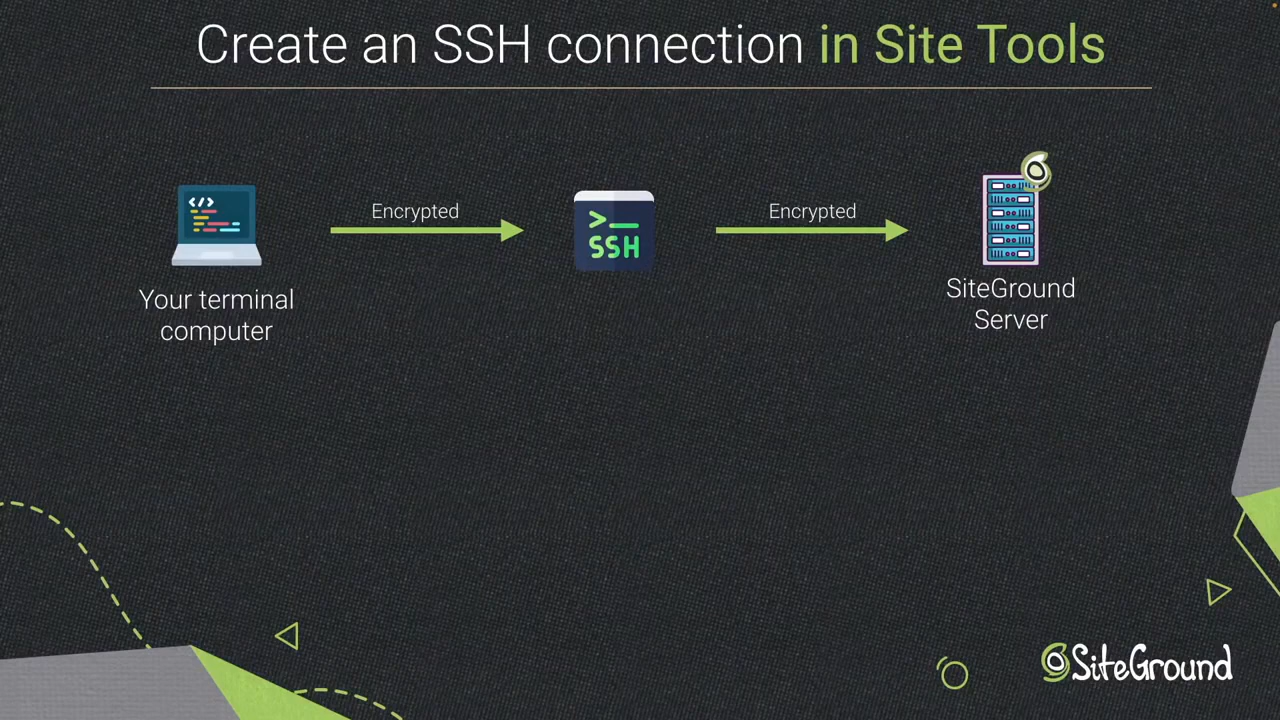 Create an SSH connection in Site Tools
Encrypted
Encrypted
</>
>_
SSH
Your terminal
computer
SiteGround
Server
SiteGround